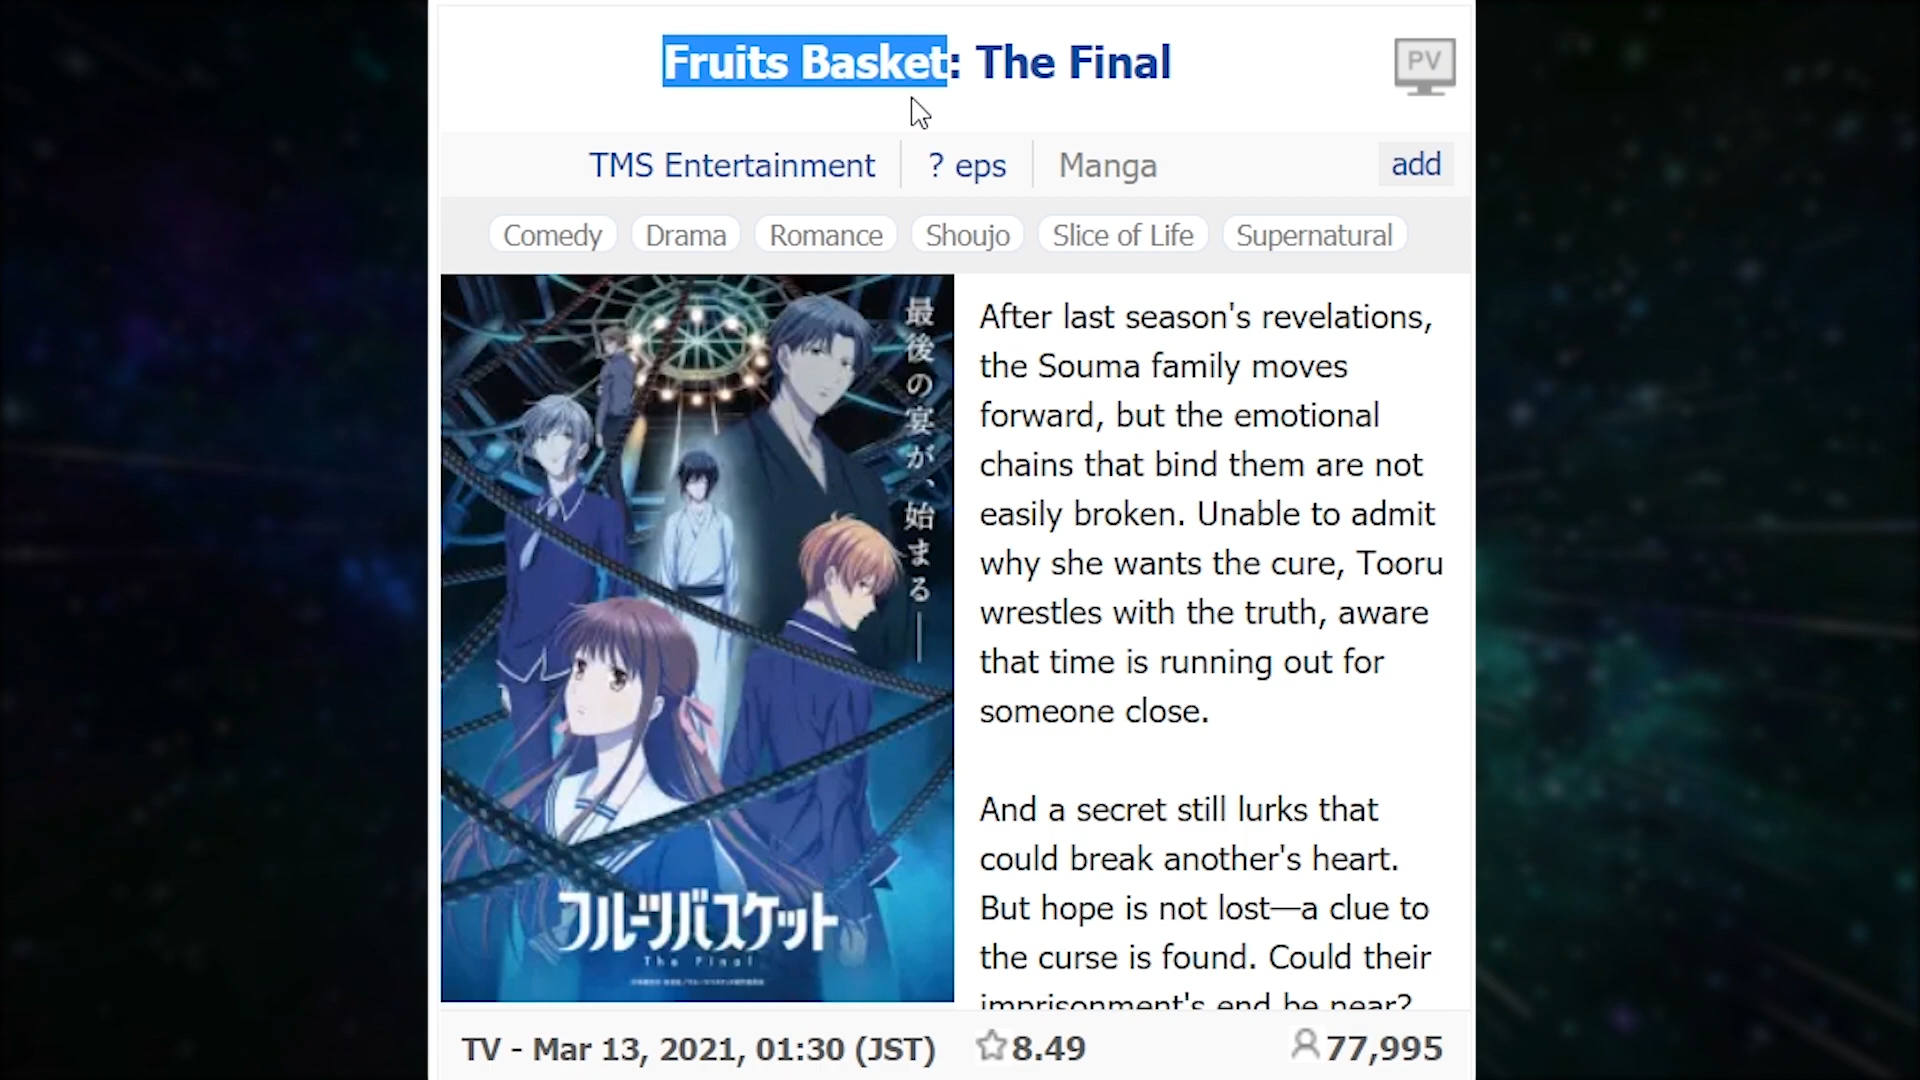 Fruits Basket: The Final
PV
TMS Entertainment
? eps
Manga
add
Comedy
Drama
Romance
Shoujo
Slice of Life
Supernatural
最後の宴が、始まる——
フルーツバスケット
The Final
After last season's revelations,
the Souma family moves
forward, but the emotional
chains that bind them are not
easily broken. Unable to admit
why she wants the cure, Tooru
wrestles with the truth, aware
that time is running out for
someone close.
And a secret still lurks that
could break another's heart.
But hope is not lost—a clue to
the curse is found. Could their
imprisonment's end be near?
TV - Mar 13, 2021, 01:30 (JST)
8.49
77,995